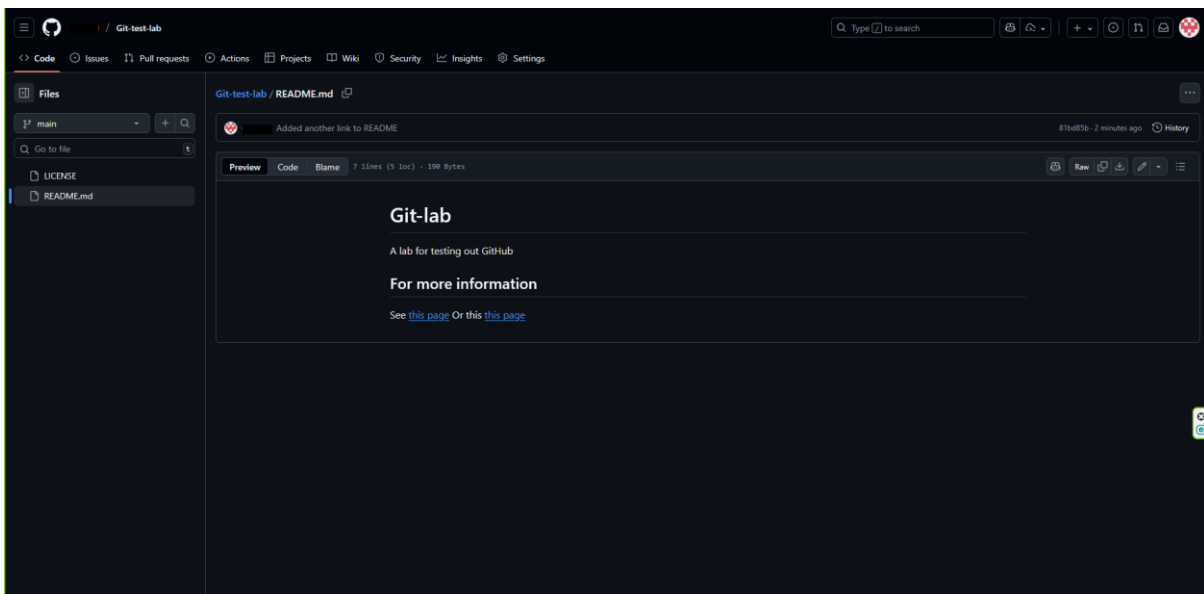 / Git-test-lab
Type / to search
Code Issues Pull requests Actions Projects Wiki Security Insights Settings
Files
main
Go to file t
LICENSE
README.md
Git-test-lab / README.md
Added another link to README 81bd85b · 2 minutes ago History
Preview Code Blame 7 lines (5 loc) · 190 Bytes Raw
Git-lab
A lab for testing out GitHub
For more information
See this page Or this this page